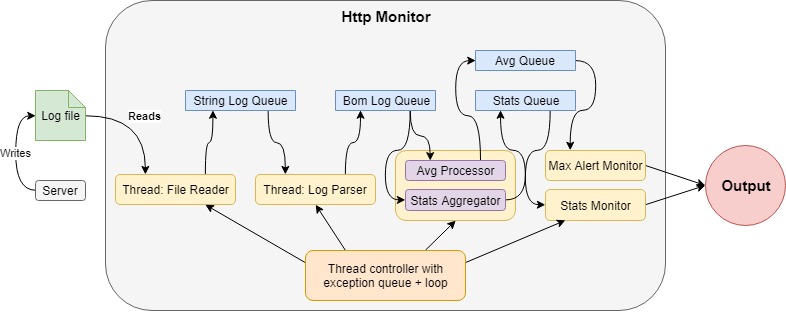 Http Monitor
Avg Queue
String Log Queue
Bom Log Queue
Stats Queue
Log file
Reads
Writes
Server
Thread: File Reader
Thread: Log Parser
Avg Processor
Stats Aggregator
Max Alert Monitor
Stats Monitor
Output
Thread controller with
exception queue + loop